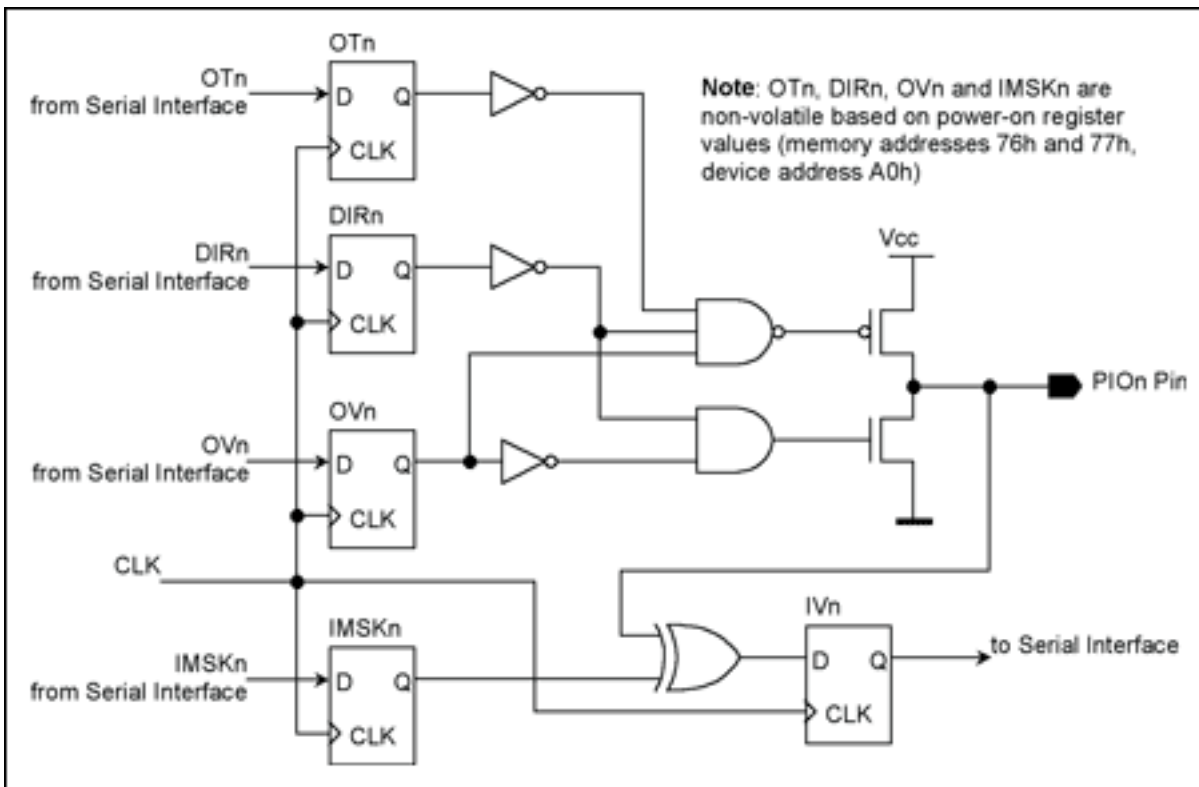 OTn
OTn
from Serial Interface
D Q
CLK
Note: OTn, DIRn, OVn and IMSKn are
non-volatile based on power-on register
values (memory addresses 76h and 77h,
device address A0h)
DIRn
DIRn
from Serial Interface
D Q
CLK
Vcc
PIOn Pin
OVn
OVn
from Serial Interface
D Q
CLK
CLK
IMSKn
IMSKn
from Serial Interface
D Q
CLK
IVn
D Q
CLK
to Serial Interface